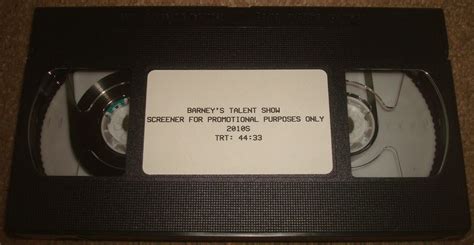 BARNEY'S TALENT SHOW
SCREENER FOR PROMOTIONAL PURPOSES ONLY
2010S
TRT: 44:33